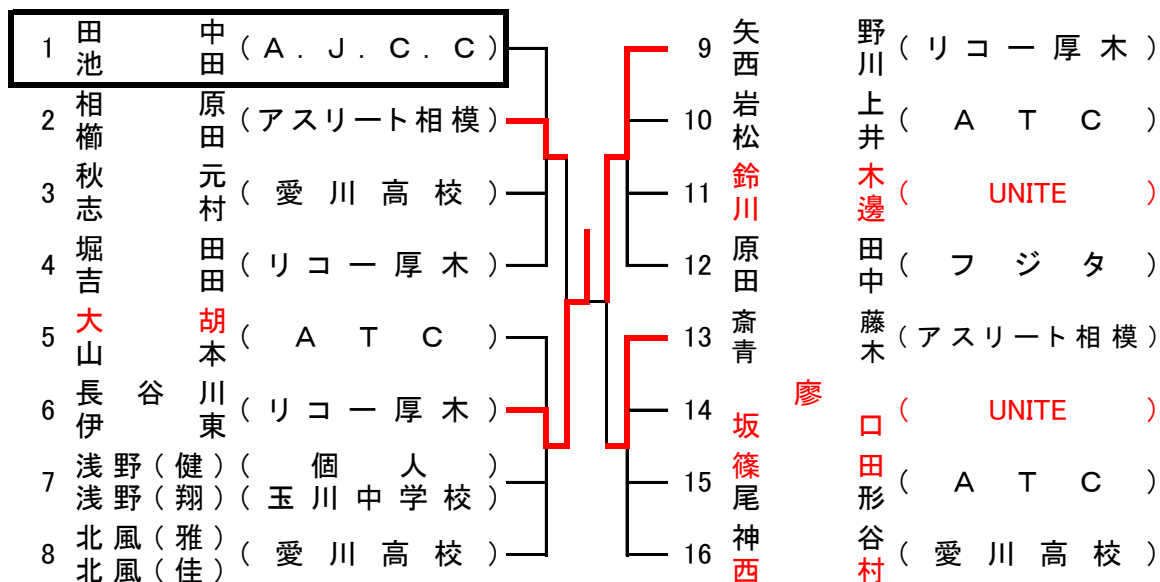 1 田中 (A.J.C.C)
池田
2 相原 (アスリート相模)
櫛田
3 秋元 (愛川高校)
志村
4 堀田 (リコー厚木)
吉田
5 大胡 (ATC)
山本
6 長谷川 (リコー厚木)
伊東
7 浅野(健) (個人)
浅野(翔) (玉川中学校)
8 北風(雅) (愛川高校)
北風(佳)
9 矢野 (リコー厚木)
西川
10 岩上 (ATC)
松井
11 鈴木 (UNITE)
川邊
12 原田 (フジタ)
田中
13 斎藤 (アスリート相模)
青木
14 廖 (UNITE)
坂口
15 篠田 (ATC)
尾形
16 神谷 (愛川高校)
西村